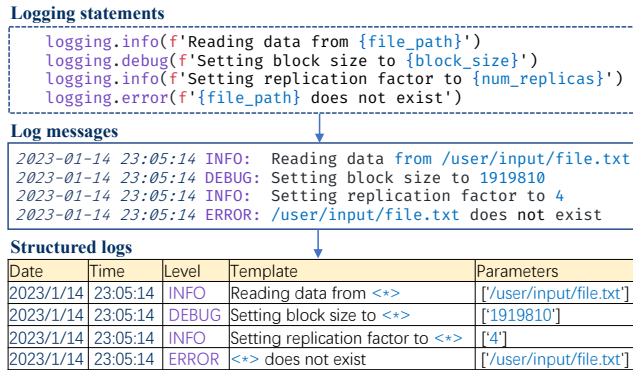 Logging statements
logging.info(f'Reading data from {file_path}')
logging.debug(f'Setting block size to {block_size}')
logging.info(f'Setting replication factor to {num_replicas}')
logging.error(f'{file_path} does not exist')
Log messages
2023-01-14 23:05:14 INFO: Reading data from /user/input/file.txt
2023-01-14 23:05:14 DEBUG: Setting block size to 1919810
2023-01-14 23:05:14 INFO: Setting replication factor to 4
2023-01-14 23:05:14 ERROR: /user/input/file.txt does not exist
Structured logs
Date Time Level Template Parameters
2023/1/14 23:05:14 INFO Reading data from <*> ['/user/input/file.txt']
2023/1/14 23:05:14 DEBUG Setting block size to <*> ['1919810']
2023/1/14 23:05:14 INFO Setting replication factor to <*> ['4']
2023/1/14 23:05:14 ERROR <*> does not exist ['/user/input/file.txt']